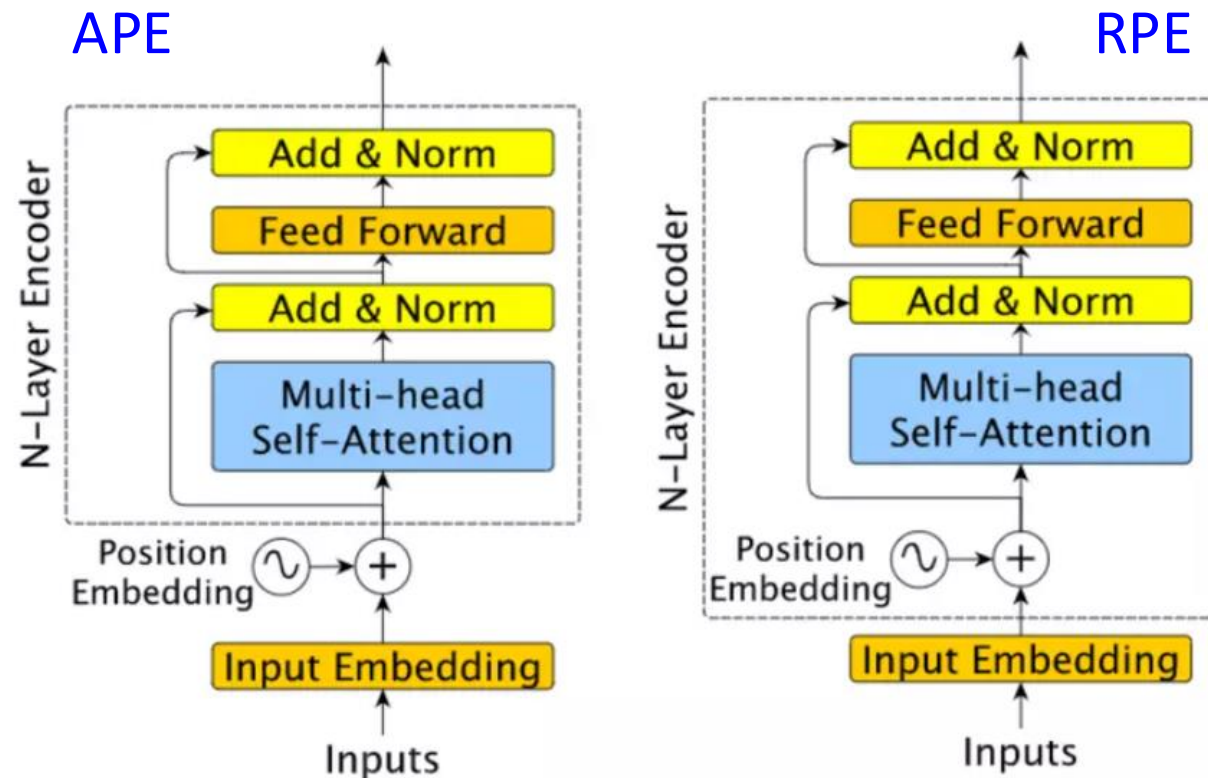 APE
N-Layer Encoder
Add & Norm
Feed Forward
Add & Norm
Multi-head
Self-Attention
Position
Embedding
Input Embedding
Inputs
RPE
N-Layer Encoder
Add & Norm
Feed Forward
Add & Norm
Multi-head
Self-Attention
Position
Embedding
Input Embedding
Inputs